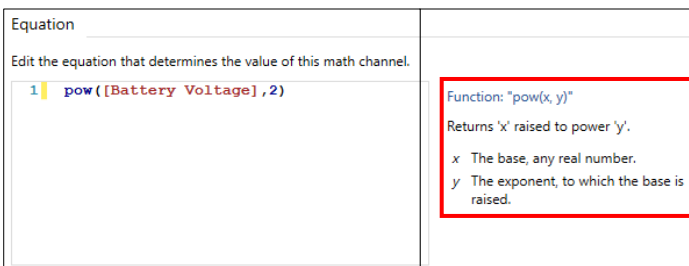 Equation
Edit the equation that determines the value of this math channel.
1 pow([Battery Voltage],2)
Function: "pow(x, y)"
Returns 'x' raised to power 'y'.
x The base, any real number.
y The exponent, to which the base is
raised.